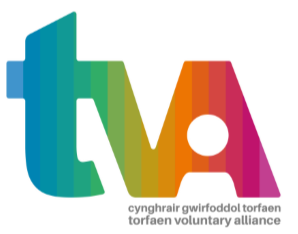 tva
cynghrair gwirfoddol torfaen
torfaen voluntary alliance